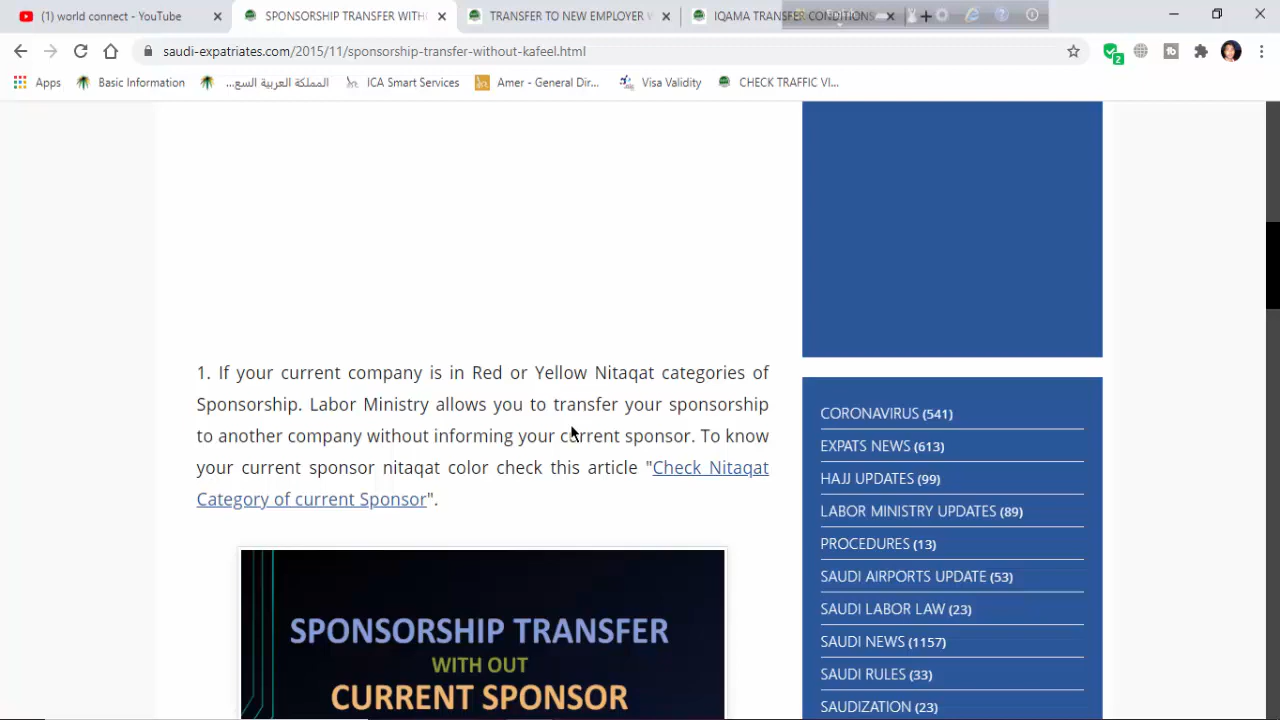 (1) world connect - YouTube
SPONSORSHIP TRANSFER WITH
TRANSFER TO NEW EMPLOYER W
IQAMA TRANSFER CONDITIONS
saudi-expatriates.com/2015/11/sponsorship-transfer-without-kafeel.html
2
Apps
Basic Information
المملكة العربية السع...
ICA Smart Services
Amer - General Dir...
Visa Validity
CHECK TRAFFIC VI...
1. If your current company is in Red or Yellow Nitaqat categories of
Sponsorship. Labor Ministry allows you to transfer your sponsorship
to another company without informing your current sponsor. To know
your current sponsor nitaqat color check this article "Check Nitaqat
Category of current Sponsor".
SPONSORSHIP TRANSFER
WITH OUT
CURRENT SPONSOR
CORONAVIRUS (541)
EXPATS NEWS (613)
HAJJ UPDATES (99)
LABOR MINISTRY UPDATES (89)
PROCEDURES (13)
SAUDI AIRPORTS UPDATE (53)
SAUDI LABOR LAW (23)
SAUDI NEWS (1157)
SAUDI RULES (33)
SAUDIZATION (23)